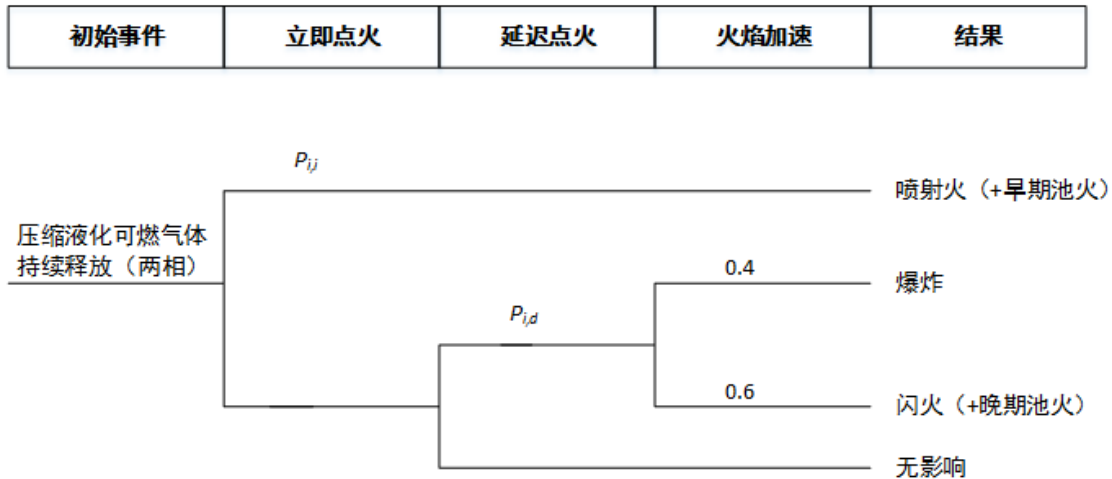 初始事件
立即点火
延迟点火
火焰加速
结果
P_{i,i}
喷射火（+早期池火）
压缩液化可燃气体
持续释放（两相）
0.4
爆炸
P_{i,d}
0.6
闪火（+晚期池火）
无影响